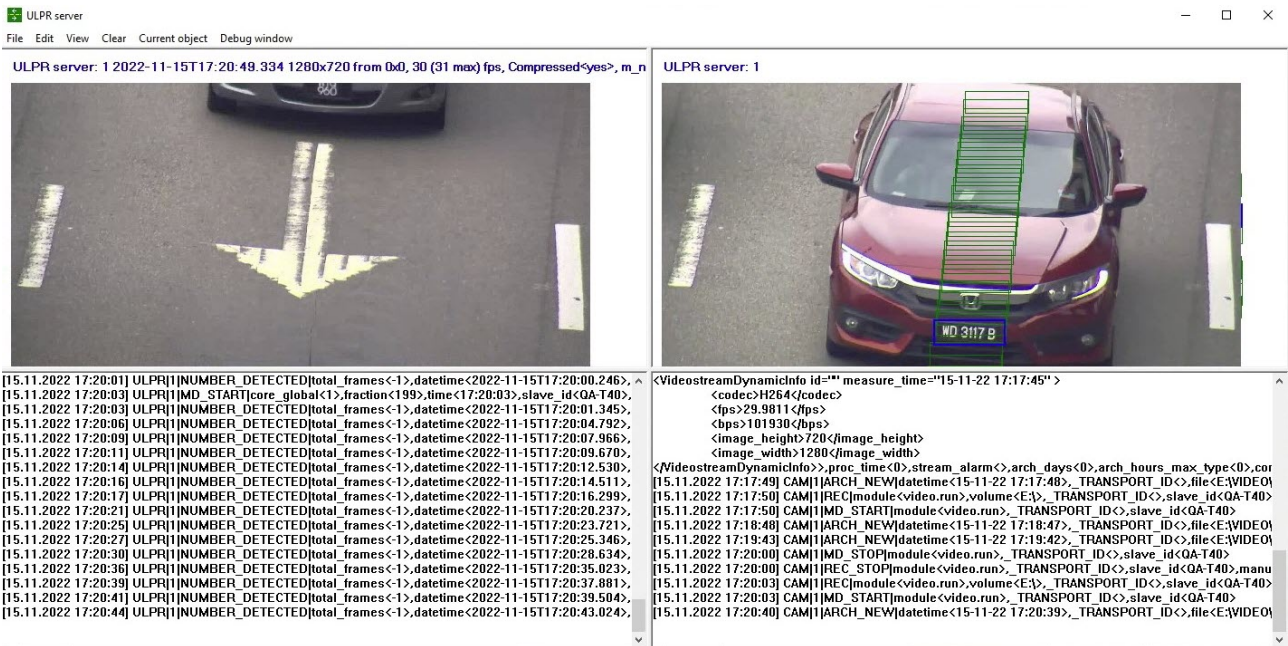 ULPR server
File Edit View Clear Current object Debug window
ULPR server: 1 2022-11-15T17:20:49.334 1280x720 from 0x0, 30 (31 max) fps, Compressed<yes>, m_n
960
ULPR server: 1
WD 3117 B
[15.11.2022 17:20:01] ULPR|1|NUMBER_DETECTED|total_frames<-1>,datetime<2022-11-15T17:20:00.246>,
[15.11.2022 17:20:03] ULPR|1|MD_START|core_global<1>,fraction<199>,time<17:20:03>,slave_id<QA-T40>,
[15.11.2022 17:20:03] ULPR|1|NUMBER_DETECTED|total_frames<-1>,datetime<2022-11-15T17:20:01.345>,
[15.11.2022 17:20:06] ULPR|1|NUMBER_DETECTED|total_frames<-1>,datetime<2022-11-15T17:20:04.792>,
[15.11.2022 17:20:09] ULPR|1|NUMBER_DETECTED|total_frames<-1>,datetime<2022-11-15T17:20:07.966>,
[15.11.2022 17:20:11] ULPR|1|NUMBER_DETECTED|total_frames<-1>,datetime<2022-11-15T17:20:09.670>,
[15.11.2022 17:20:14] ULPR|1|NUMBER_DETECTED|total_frames<-1>,datetime<2022-11-15T17:20:12.530>,
[15.11.2022 17:20:16] ULPR|1|NUMBER_DETECTED|total_frames<-1>,datetime<2022-11-15T17:20:14.511>,
[15.11.2022 17:20:17] ULPR|1|NUMBER_DETECTED|total_frames<-1>,datetime<2022-11-15T17:20:16.299>,
[15.11.2022 17:20:21] ULPR|1|NUMBER_DETECTED|total_frames<-1>,datetime<2022-11-15T17:20:20.237>,
[15.11.2022 17:20:25] ULPR|1|NUMBER_DETECTED|total_frames<-1>,datetime<2022-11-15T17:20:23.721>,
[15.11.2022 17:20:27] ULPR|1|NUMBER_DETECTED|total_frames<-1>,datetime<2022-11-15T17:20:25.346>,
[15.11.2022 17:20:30] ULPR|1|NUMBER_DETECTED|total_frames<-1>,datetime<2022-11-15T17:20:28.634>,
[15.11.2022 17:20:36] ULPR|1|NUMBER_DETECTED|total_frames<-1>,datetime<2022-11-15T17:20:35.023>,
[15.11.2022 17:20:39] ULPR|1|NUMBER_DETECTED|total_frames<-1>,datetime<2022-11-15T17:20:37.881>,
[15.11.2022 17:20:41] ULPR|1|NUMBER_DETECTED|total_frames<-1>,datetime<2022-11-15T17:20:39.504>,
[15.11.2022 17:20:44] ULPR|1|NUMBER_DETECTED|total_frames<-1>,datetime<2022-11-15T17:20:43.024>,
<VideostreamDynamicInfo id="" measure_time="15-11-22 17:17:45" >
<codec>H264</codec>
<fps>29.9811</fps>
<bps>101930</bps>
<image_height>720</image_height>
<image_width>1280</image_width>
</VideostreamDynamicInfo>>,proc_time<0>,stream_alarm<>,arch_days<0>,arch_hours_max_type<0>,cor
[15.11.2022 17:17:49] CAM|1|ARCH_NEW|datetime<15-11-22 17:17:48>,_TRANSPORT_ID<>,file<E:\VIDEO\
[15.11.2022 17:17:50] CAM|1|REC|module<video.run>,volume<E:\>,_TRANSPORT_ID<>,slave_id<QA-T40>
[15.11.2022 17:17:50] CAM|1|MD_START|module<video.run>,_TRANSPORT_ID<>,slave_id<QA-T40>
[15.11.2022 17:18:48] CAM|1|ARCH_NEW|datetime<15-11-22 17:18:47>,_TRANSPORT_ID<>,file<E:\VIDEO\
[15.11.2022 17:19:43] CAM|1|ARCH_NEW|datetime<15-11-22 17:19:42>,_TRANSPORT_ID<>,file<E:\VIDEO\
[15.11.2022 17:20:00] CAM|1|MD_STOP|module<video.run>,_TRANSPORT_ID<>,slave_id<QA-T40>
[15.11.2022 17:20:00] CAM|1|REC_STOP|module<video.run>,_TRANSPORT_ID<>,slave_id<QA-T40>,manu
[15.11.2022 17:20:03] CAM|1|REC|module<video.run>,volume<E:\>,_TRANSPORT_ID<>,slave_id<QA-T40>
[15.11.2022 17:20:03] CAM|1|MD_START|module<video.run>,_TRANSPORT_ID<>,slave_id<QA-T40>
[15.11.2022 17:20:40] CAM|1|ARCH_NEW|datetime<15-11-22 17:20:39>,_TRANSPORT_ID<>,file<E:\VIDEO\